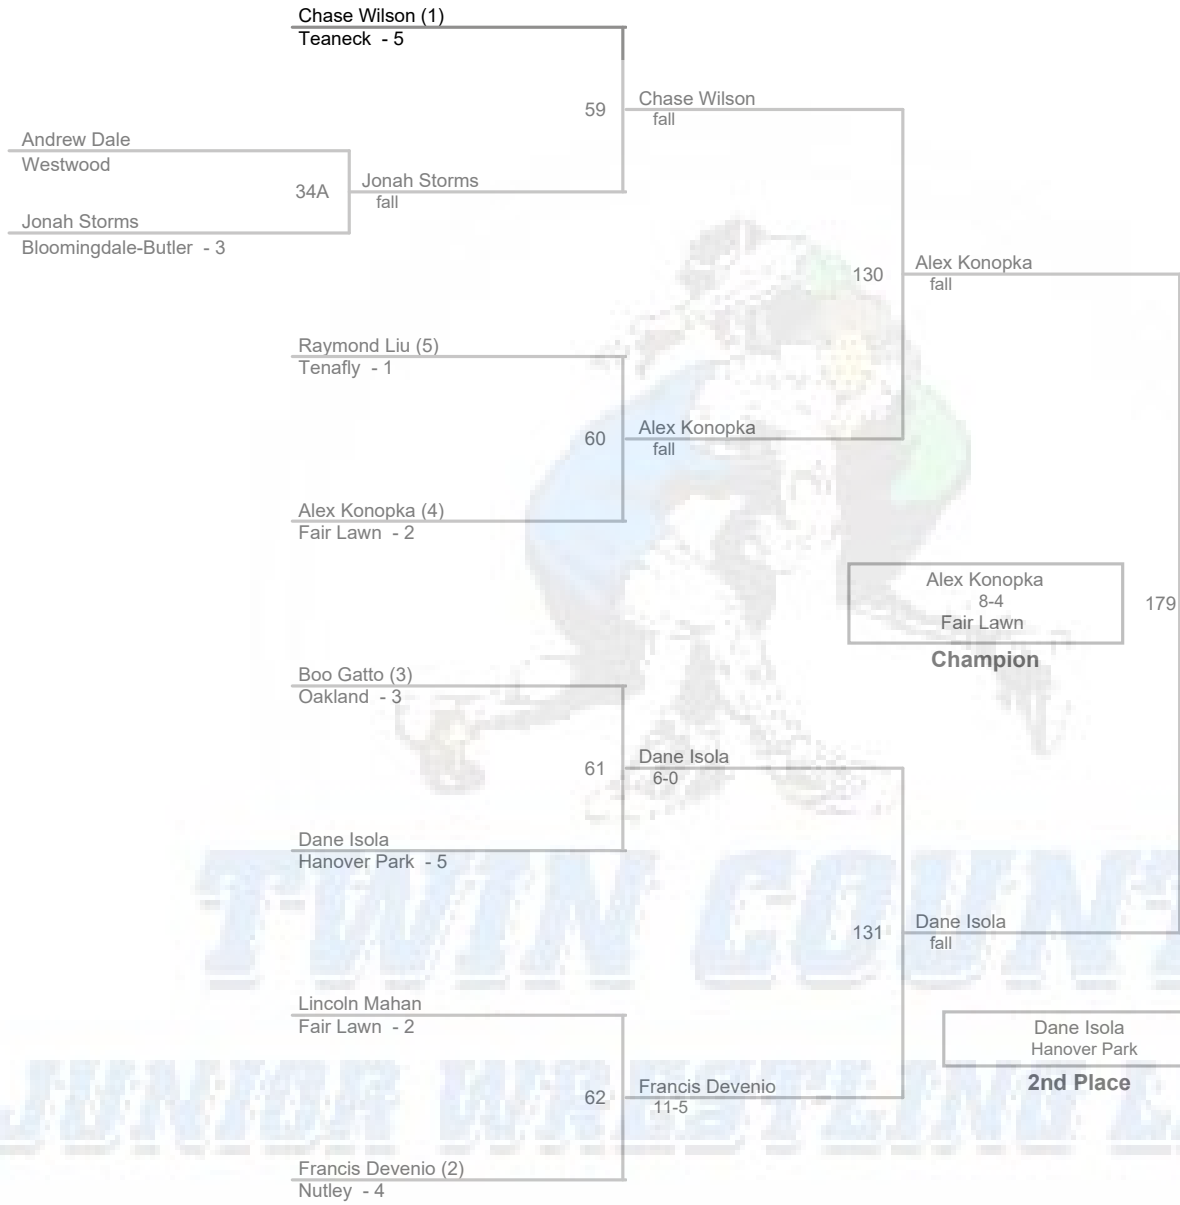 Chase Wilson (1)
Teaneck - 5
59
Chase Wilson
fall
Andrew Dale
Westwood
34A
Jonah Storms
fall
Jonah Storms
Bloomingdale-Butler - 3
130
Alex Konopka
fall
Raymond Liu (5)
Tenafly - 1
60
Alex Konopka
fall
Alex Konopka (4)
Fair Lawn - 2
Alex Konopka
8-4
Fair Lawn
Champion
179
Boo Gatto (3)
Oakland - 3
61
Dane Isola
6-0
Dane Isola
Hanover Park - 5
131
Dane Isola
fall
TWIN COUNT
Lincoln Mahan
Fair Lawn - 2
Dane Isola
Hanover Park
2nd Place
62
Francis Devenio
11-5
JUNIOR WRESTLING
Francis Devenio (2)
Nutley - 4